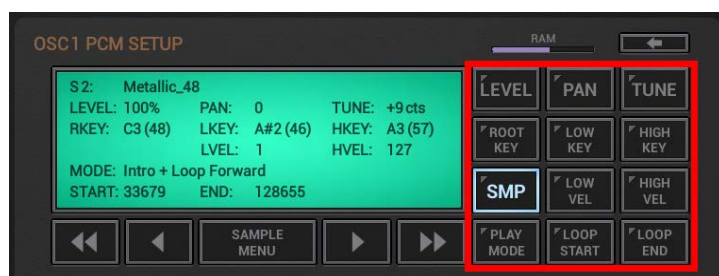 OSC1 PCM SETUP
RAM
S 2: Metallic_48
LEVEL: 100% PAN: 0 TUNE: +9 cts
RKEY: C3 (48) LKEY: A#2 (46) HKEY: A3 (57)
LVEL: 1 HVEL: 127
MODE: Intro + Loop Forward
START: 33679 END: 128655
SAMPLE
MENU
LEVEL
PAN
TUNE
ROOT
KEY
LOW
KEY
HIGH
KEY
SMP
LOW
VEL
HIGH
VEL
PLAY
MODE
LOOP
START
LOOP
END